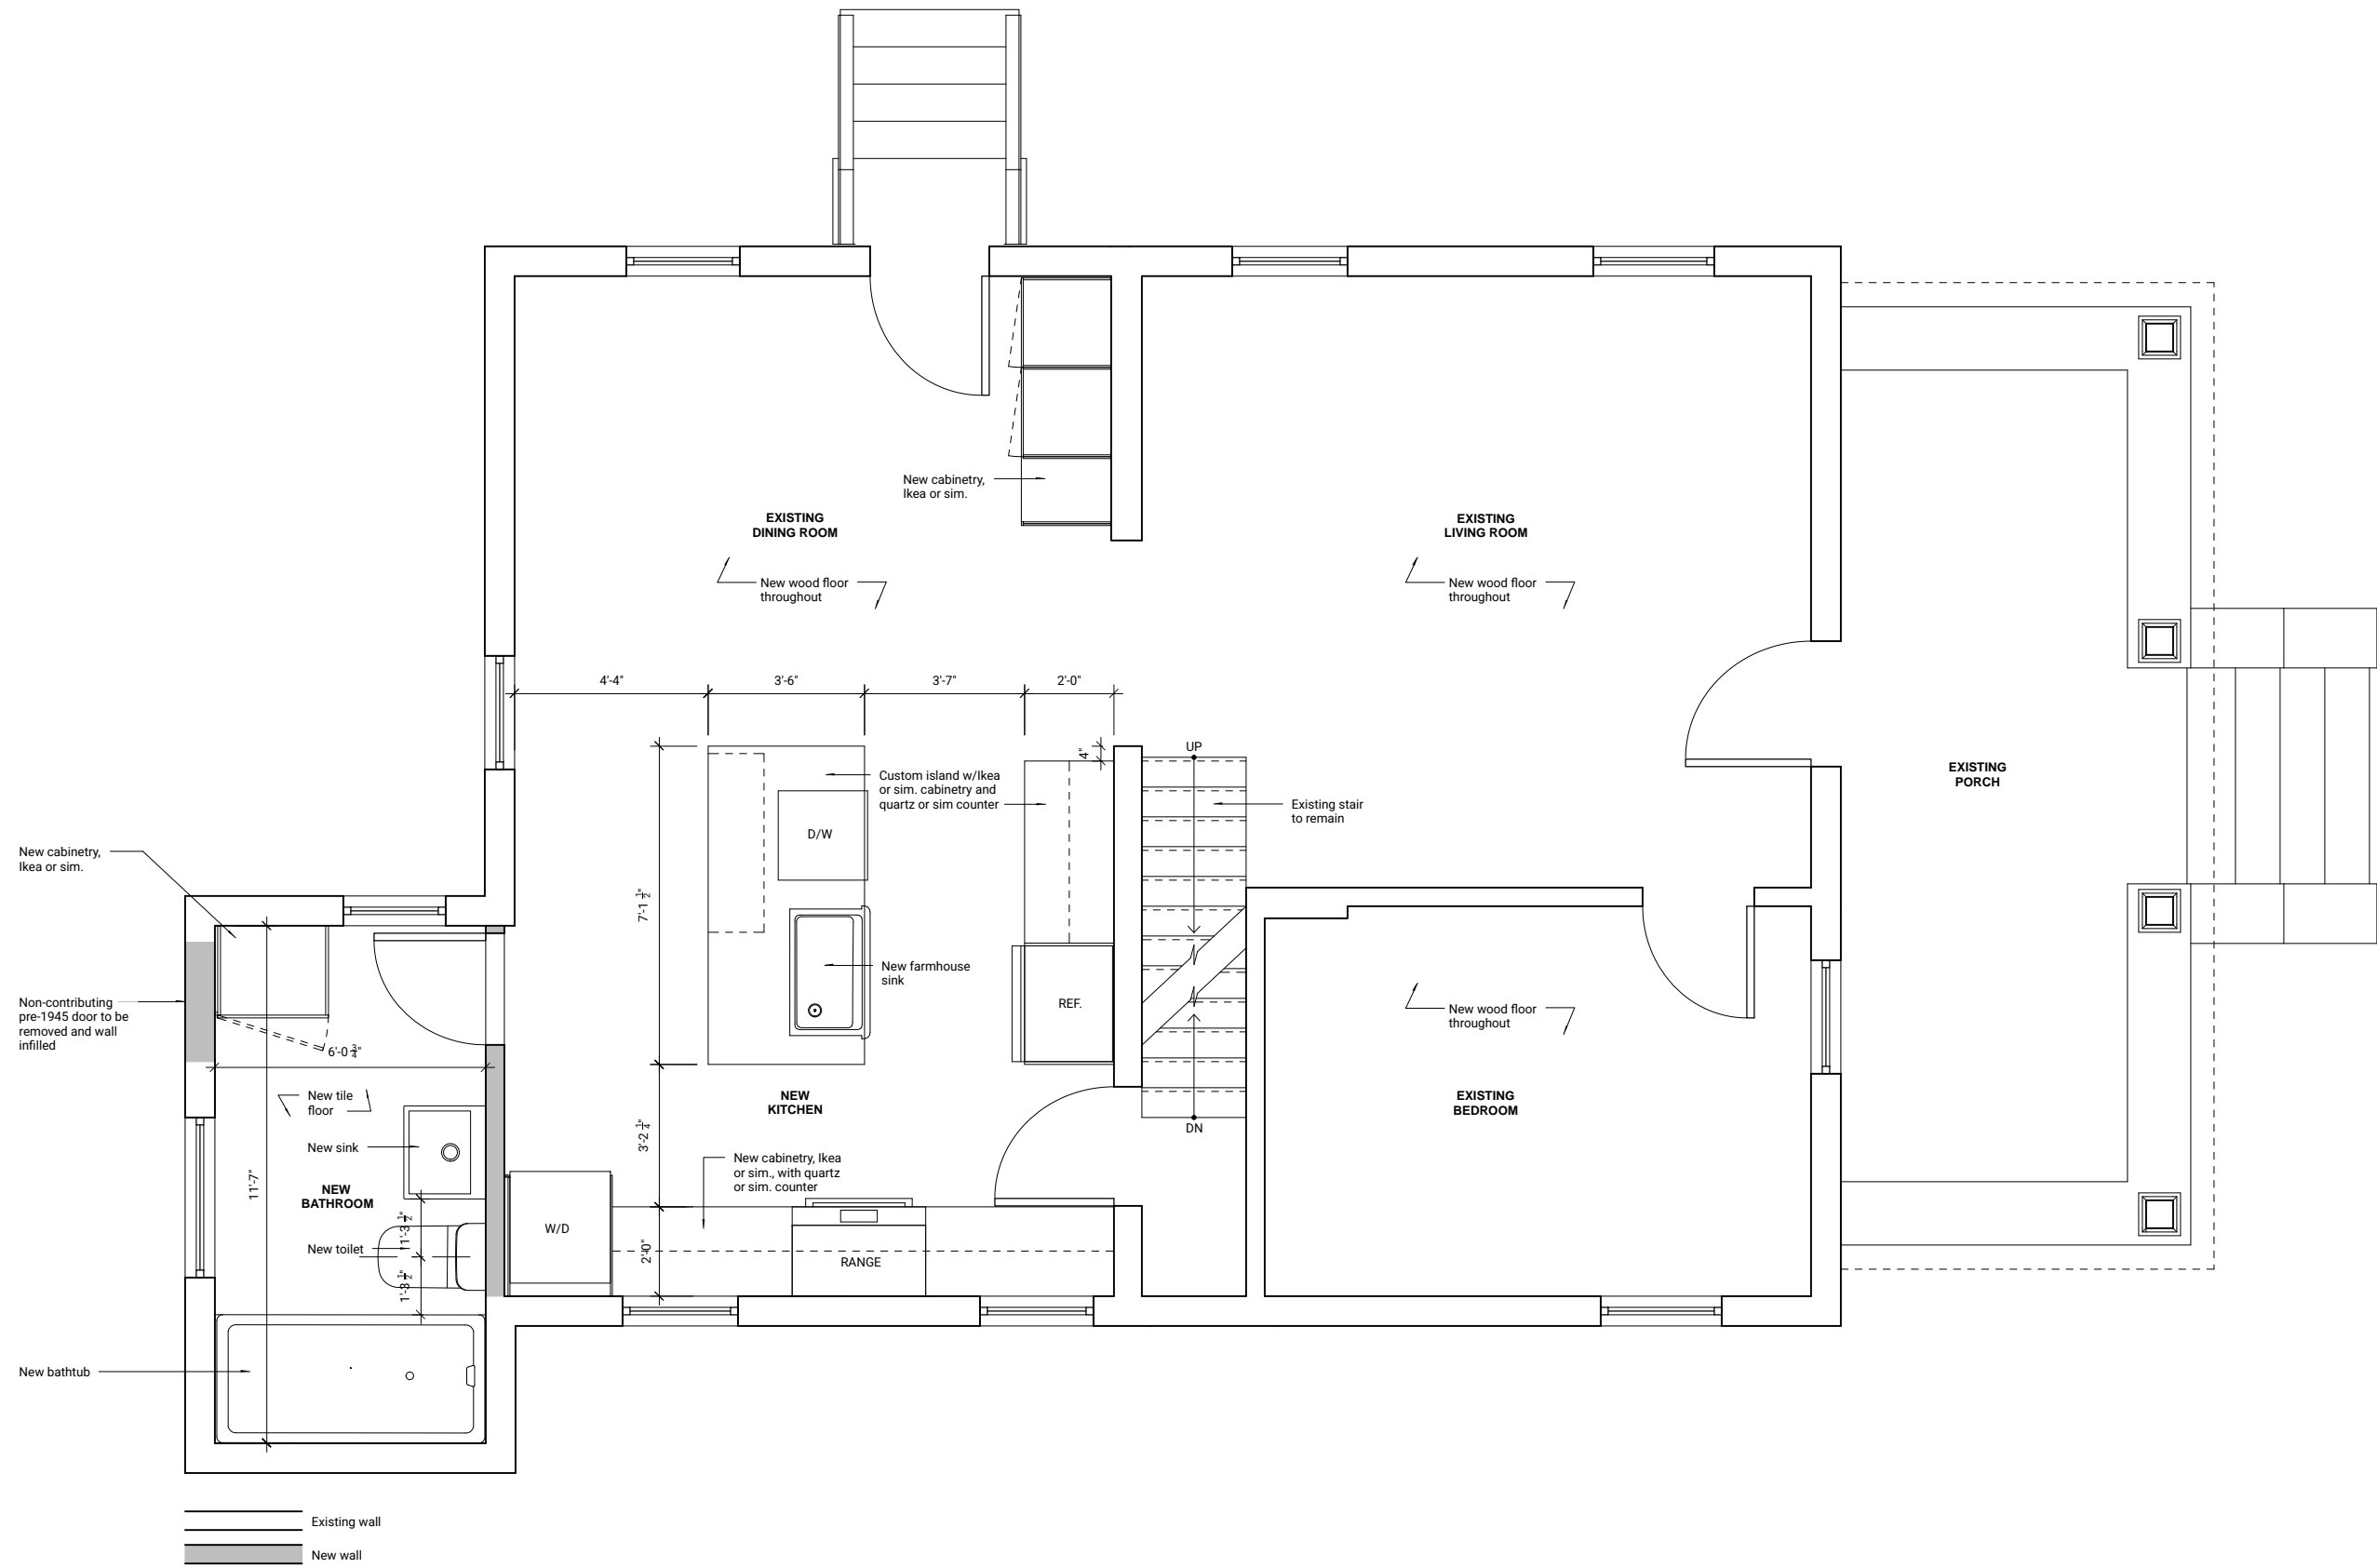 New cabinetry,
Ikea or sim.
EXISTING
DINING ROOM
New wood floor
throughout
EXISTING
LIVING ROOM
New wood floor
throughout
4'-4"
3'-6"
3'-7"
2'-0"
4"
UP
Custom island w/Ikea
or sim. cabinetry and
quartz or sim counter
Existing stair
to remain
EXISTING
PORCH
D/W
7'-1 1/2"
New farmhouse
sink
REF.
New cabinetry,
Ikea or sim.
Non-contributing
pre-1945 door to be
removed and wall
infilled
6'-0 3/4"
New wood floor
throughout
NEW
KITCHEN
EXISTING
BEDROOM
DN
New tile
floor
New sink
3'-2 1/4"
New cabinetry, Ikea
or sim., with quartz
or sim. counter
11'-7"
NEW
BATHROOM
1'-3 1/2"
New toilet
1'-3 1/2"
W/D
2'-0"
RANGE
New bathtub
Existing wall
New wall